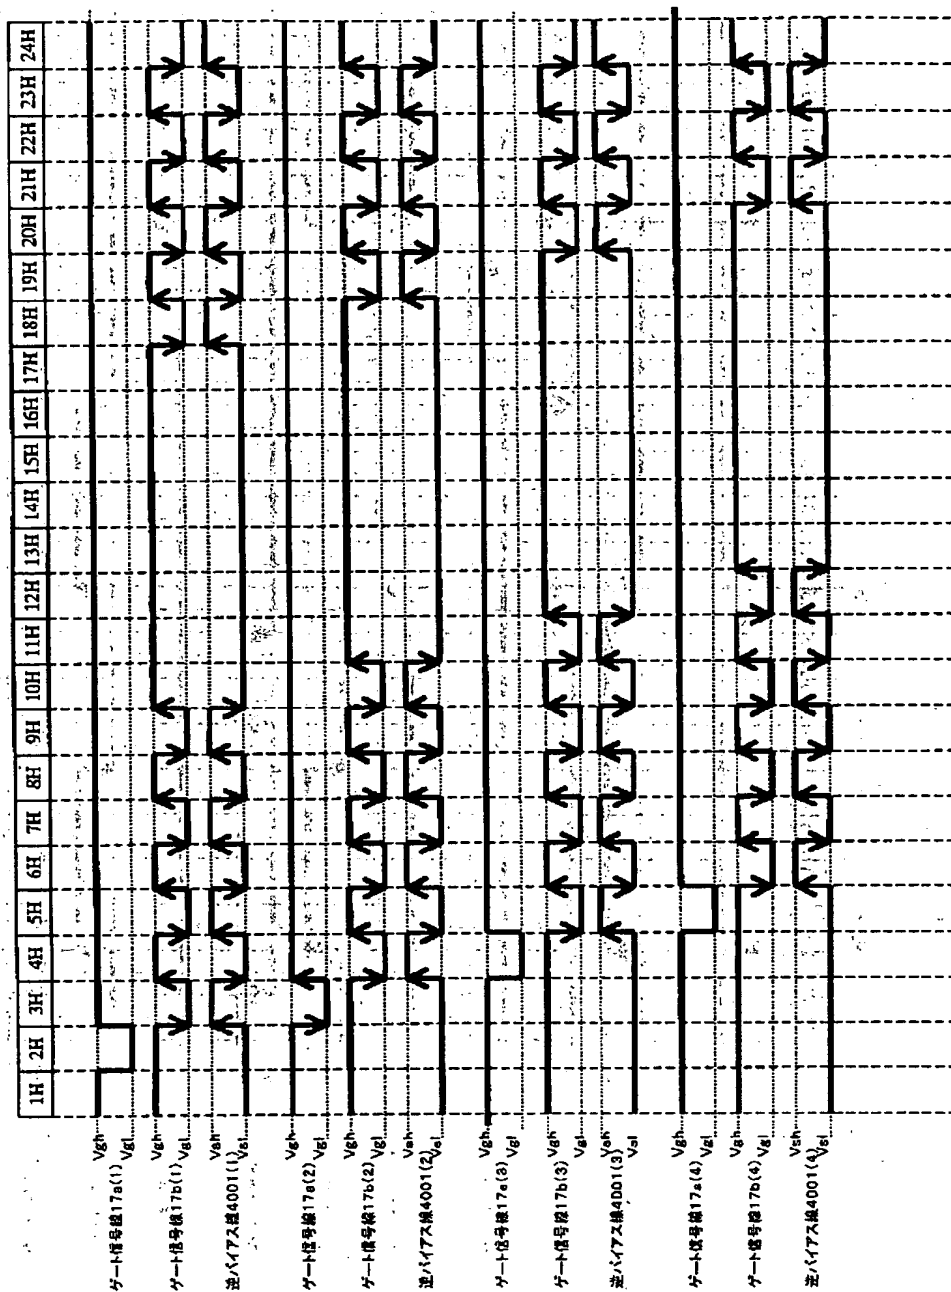 1H 2H 3H 4H 5H 6H 7H 8H 9H 10H 11H 12H 13H 14H 15H 16H 17H 18H 19H 20H 21H 22H 23H 24H
ゲート信号線17a(1) Vgh Vgl
ゲート信号線17b(1) Vgh Vgl
逆バイアス線4001(1) Vsh Vsl
ゲート信号線17a(2) Vgh Vgl
ゲート信号線17b(2) Vgh Vgl
逆バイアス線4001(2) Vsh Vsl
ゲート信号線17a(3) Vgh Vgl
ゲート信号線17b(3) Vgh Vgl
逆バイアス線4001(3) Vsh Vsl
ゲート信号線17a(4) Vgh Vgl
ゲート信号線17b(4) Vgh Vgl
逆バイアス線4001(4) Vsh Vsl